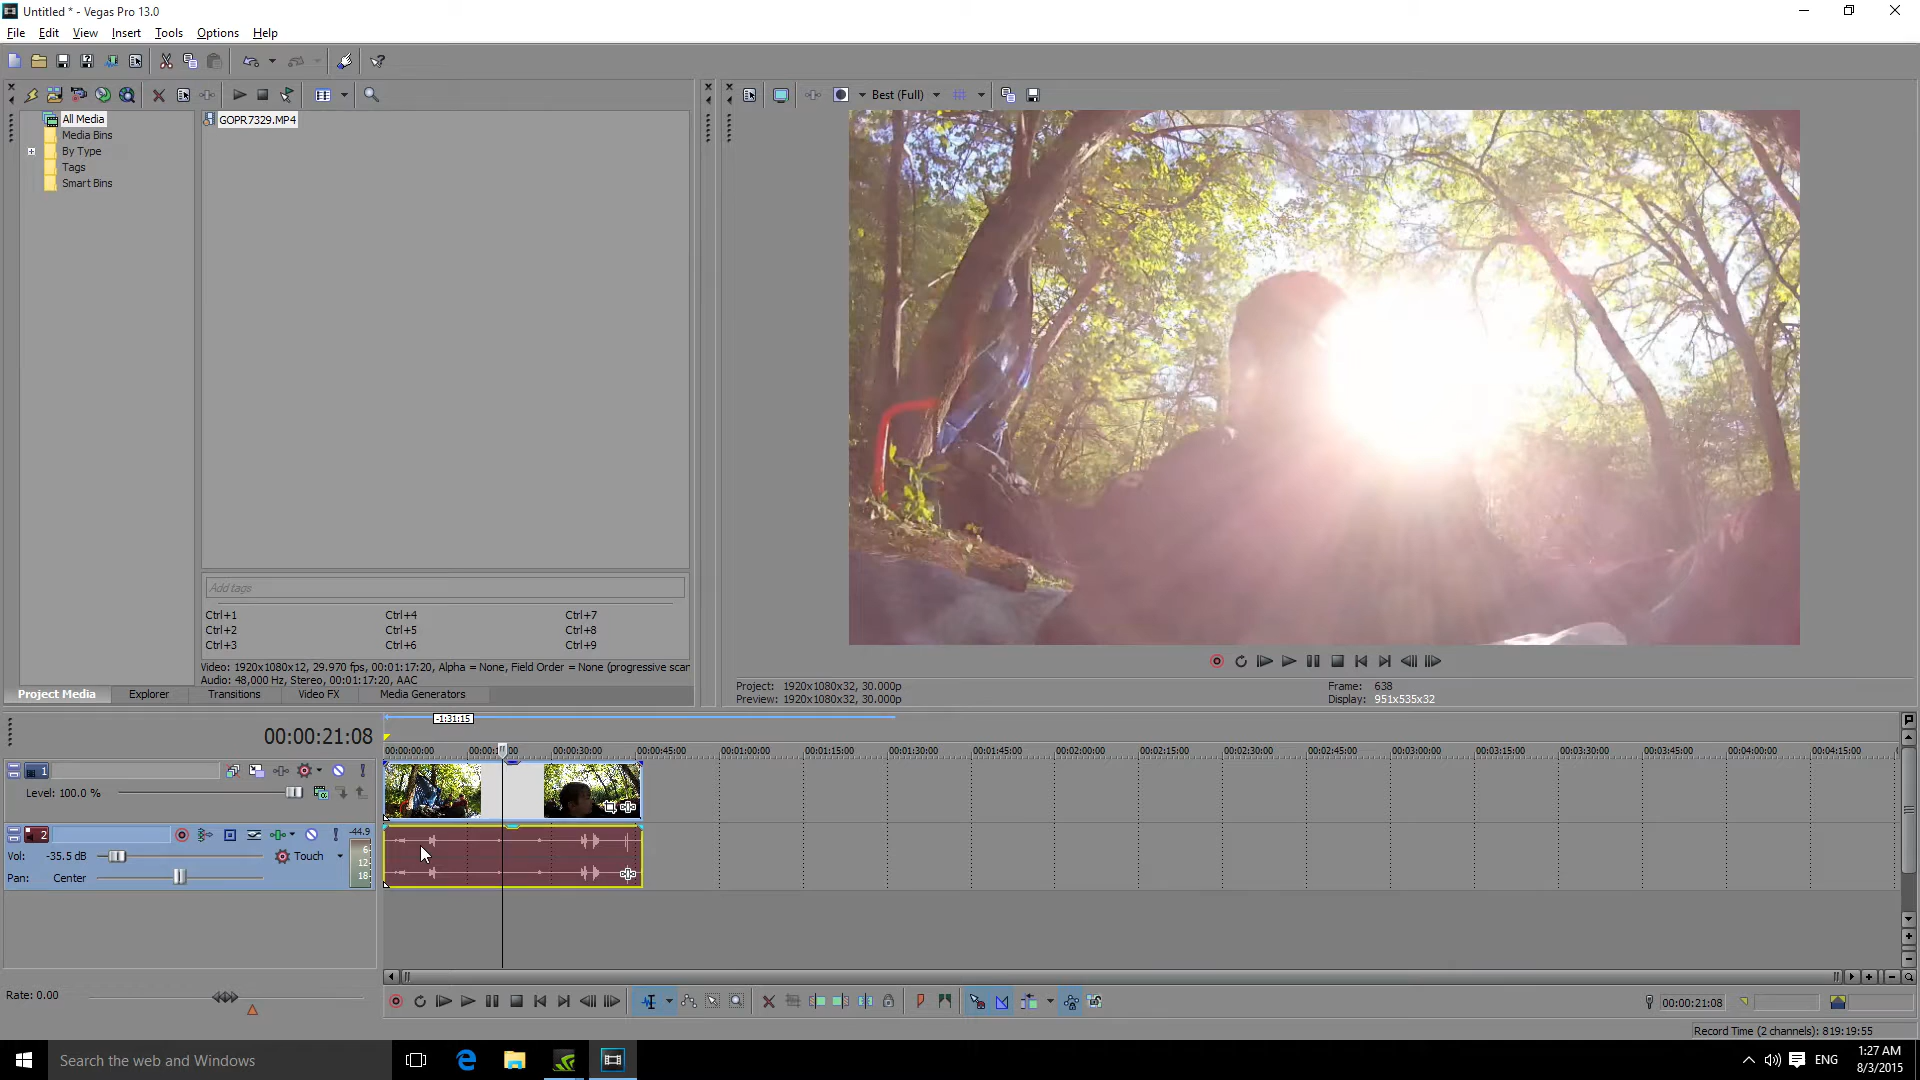 Untitled * - Vegas Pro 13.0
File Edit View Insert Tools Options Help
Best (Full)
All Media
Media Bins
By Type
Tags
Smart Bins
GOPR7329.MP4
Add tags
Ctrl+1 Ctrl+4 Ctrl+7
Ctrl+2 Ctrl+5 Ctrl+8
Ctrl+3 Ctrl+6 Ctrl+9
Video: 1920x1080x12, 29.970 fps, 00:01:17:20, Alpha = None, Field Order = None (progressive scar
Audio: 48,000 Hz, Stereo, 00:01:17:20, AAC
Project Media Explorer Transitions Video FX Media Generators
Project: 1920x1080x32, 30.000p
Preview: 1920x1080x32, 30.000p
Frame: 638
Display: 951x535x32
00:00:21:08
-1:31:15
00:00:00:00 00:00:30:00 00:00:45:00 00:01:00:00 00:01:15:00 00:01:30:00 00:01:45:00 00:02:00:00 00:02:15:00 00:02:30:00 00:02:45:00 00:03:00:00 00:03:15:00 00:03:30:00 00:03:45:00 00:04:00:00 00:04:15:00
1
Level: 100.0 %
2
-44.9
Vol: -35.5 dB Touch
Pan: Center
6
12
18
Rate: 0.00
00:00:21:08
Record Time (2 channels): 819:19:55
Search the web and Windows
ENG
1:27 AM
8/3/2015